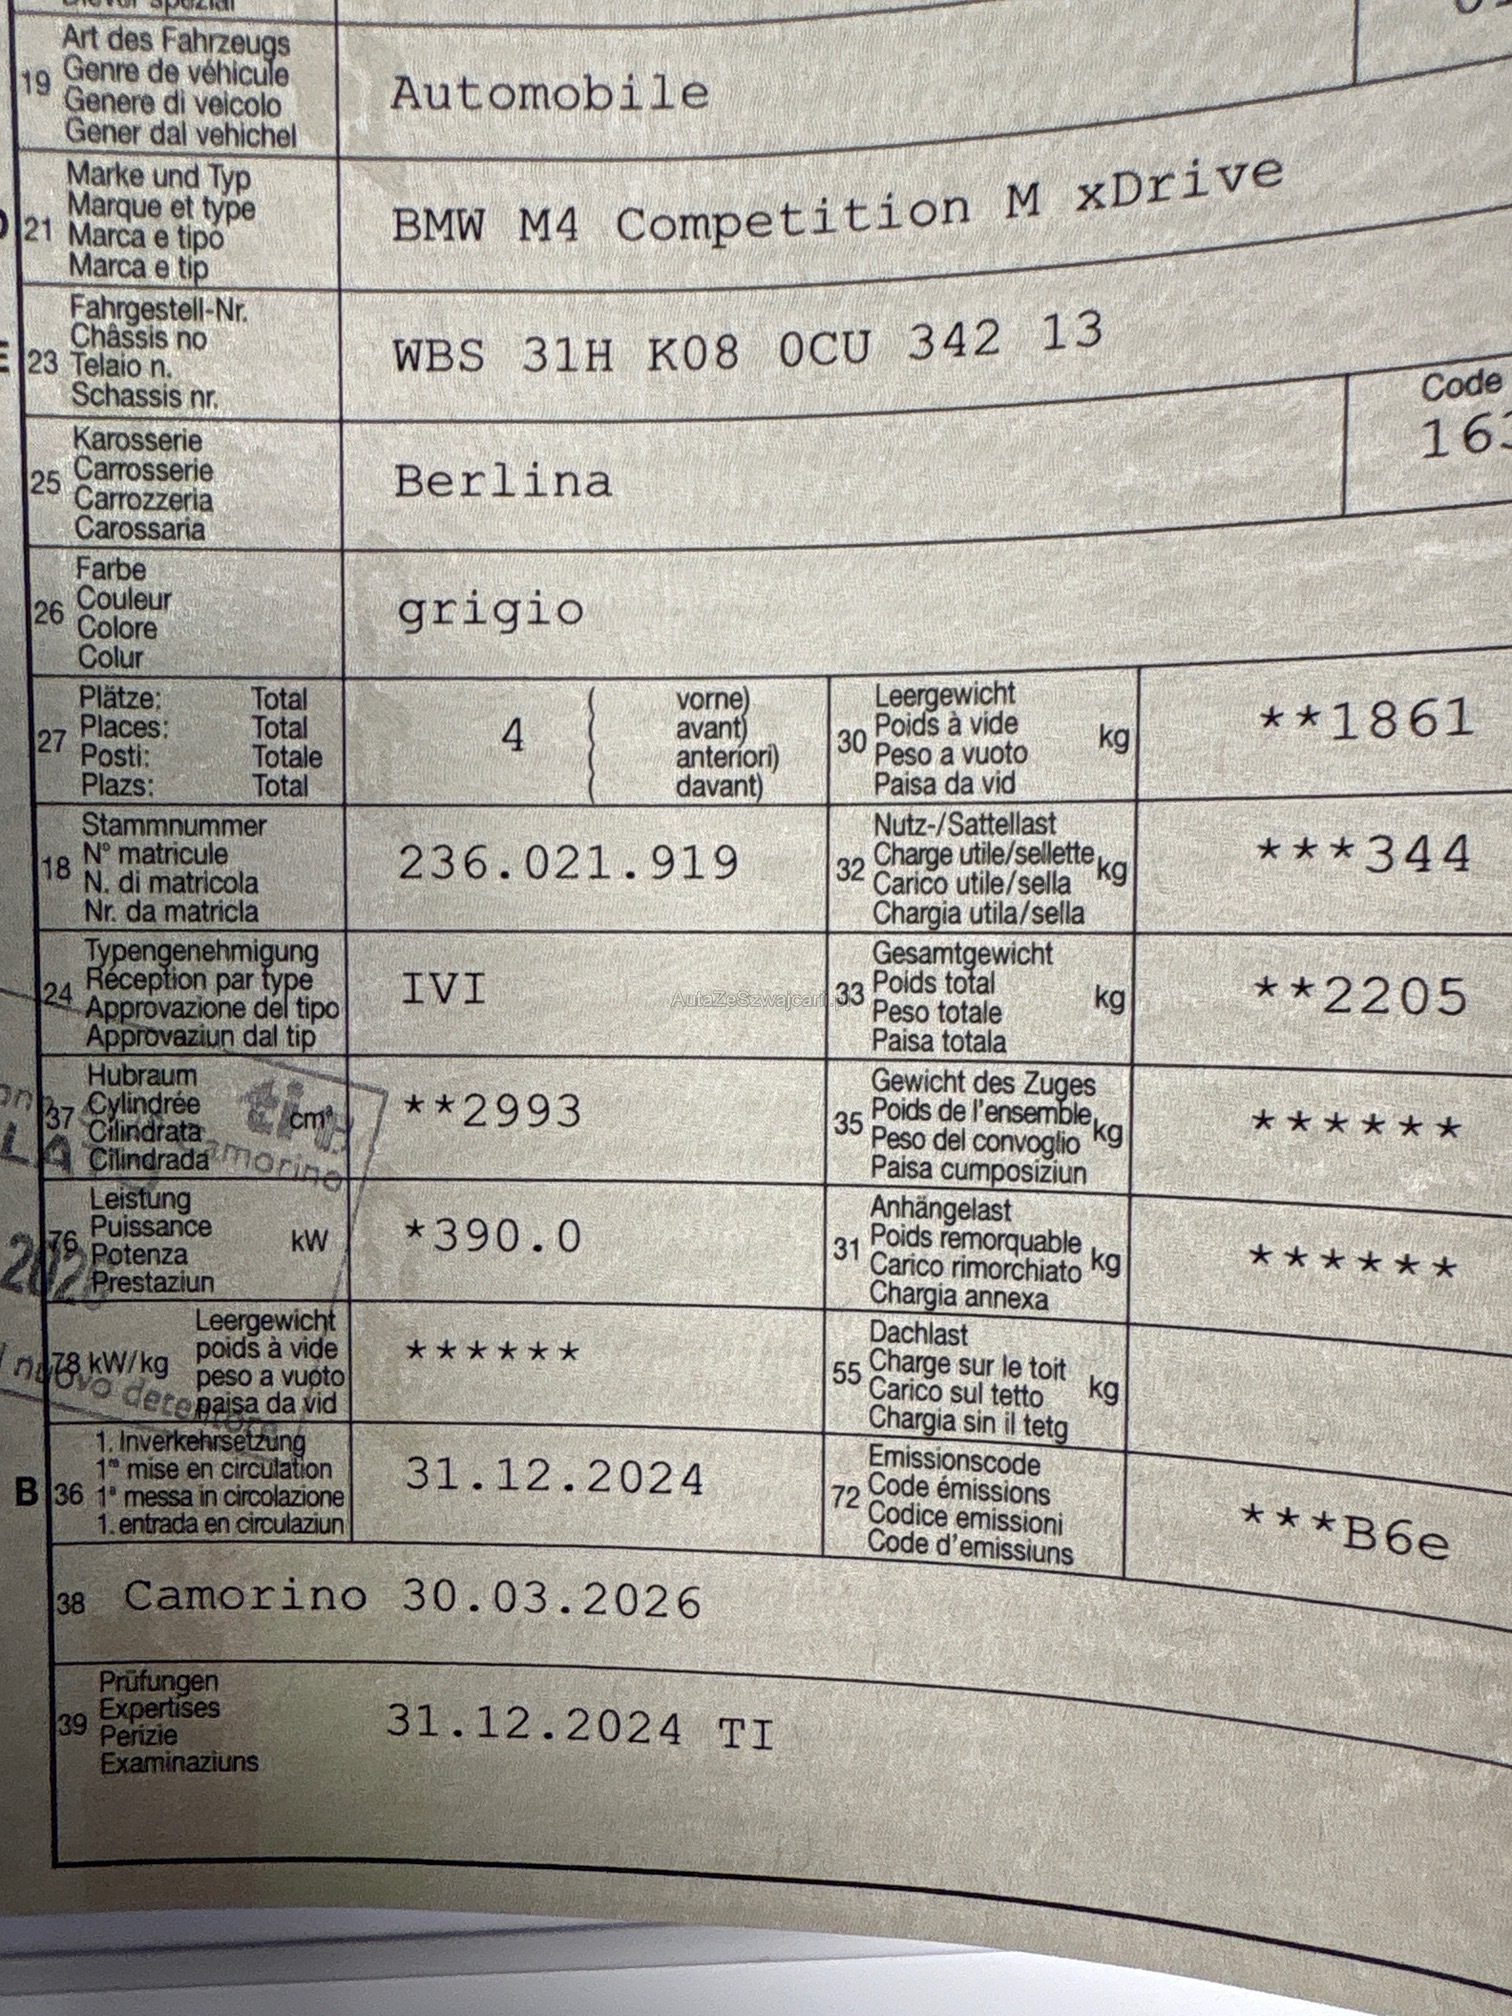 19 Art des Fahrzeugs
Genre de véhicule
Genere di veicolo
Gener dal vehichel
Automobile
21 Marke und Typ
Marque et type
Marca e tipo
Marca e tip
BMW M4 Competition M xDrive
23 Fahrgestell-Nr.
Châssis no
Telaio n.
Schassis nr.
WBS 31H K08 0CU 342 13
25 Karosserie
Carrosserie
Carrozzeria
Carossaria
Berlina
Code
26 Farbe
Couleur
Colore
Colur
grigio
27 Plätze: Total
Places: Total
Posti: Totale
Plazs: Total
4
( vorne)
( avant)
( anteriori)
( davant)
30 Leergewicht
Poids à vide
Peso a vuoto
Paisa da vid
kg
**1861
18 Stammnummer
N° matricule
N. di matricola
Nr. da matricla
236.021.919
32 Nutz-/Sattellast
Charge utile/sellette
Carico utile/sella
Chargia utila/sella
kg
***344
24 Typengenehmigung
Réception par type
Approvazione del tipo
Approvaziun dal tip
IVI
33 Gesamtgewicht
Poids total
Peso totale
Paisa totala
kg
**2205
37 Hubraum
Cylindrée
Cilindrata
Cilindrada
cm³
**2993
35 Gewicht des Zuges
Poids de l'ensemble
Peso del convoglio
Paisa cumposiziun
kg
******
76 Leistung
Puissance
Potenza
Prestaziun
kW
*390.0
31 Anhängelast
Poids remorquable
Carico rimorchiato
Chargia annexa
kg
******
78 kW/kg
Leergewicht
poids à vide
peso a vuoto
paisa da vid
******
55 Dachlast
Charge sur le toit
Carico sul tetto
Chargia sin il tetg
kg
B 36 1. Inverkehrsetzung
1re mise en circulation
1a messa in circolazione
1. entrada en circulaziun
31.12.2024
72 Emissionscode
Code émissions
Codice emissioni
Code d'emissiuns
***B6e
38 Camorino 30.03.2026
39 Prüfungen
Expertises
Perizie
Examinaziuns
31.12.2024 TI